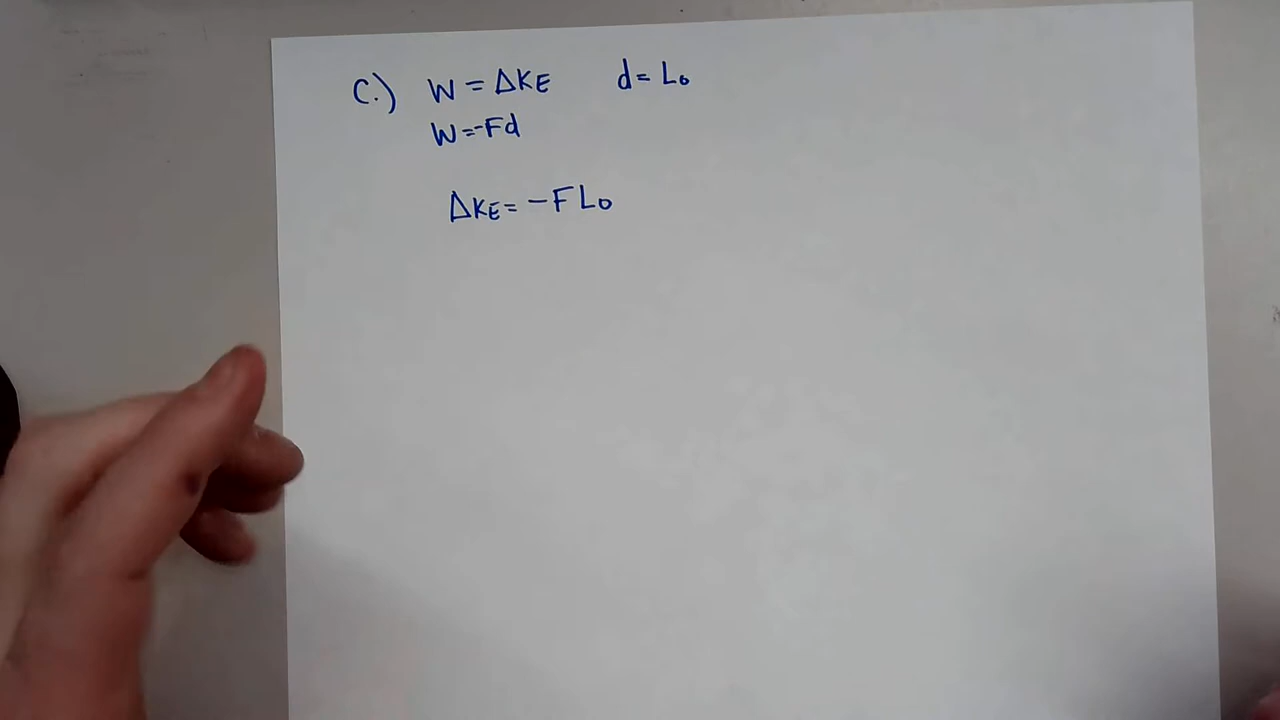 C.) W = ΔKE d = L₀
W = -Fd
ΔKE = -FL₀